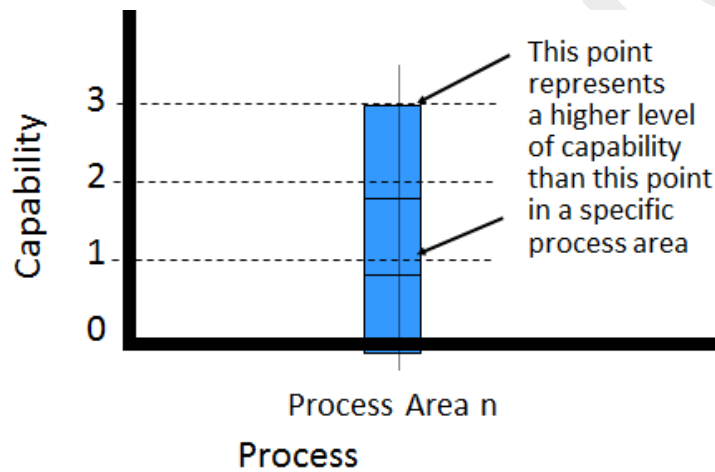 This point
represents
a higher level
of capability
than this point
in a specific
process area
Capability
3
2
1
0
Process Area n
Process